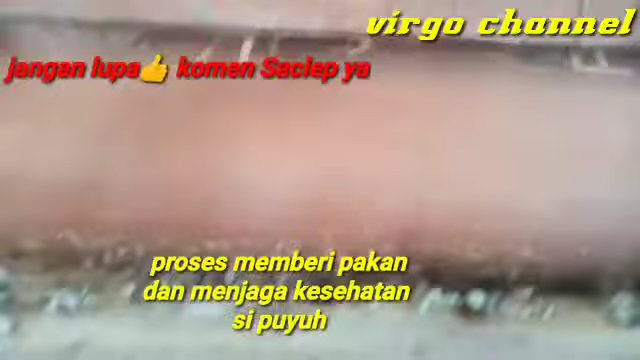 virgo channel
jangan lupa👍 komen Saclep ya
proses memberi pakan
dan menjaga kesehatan
si puyuh